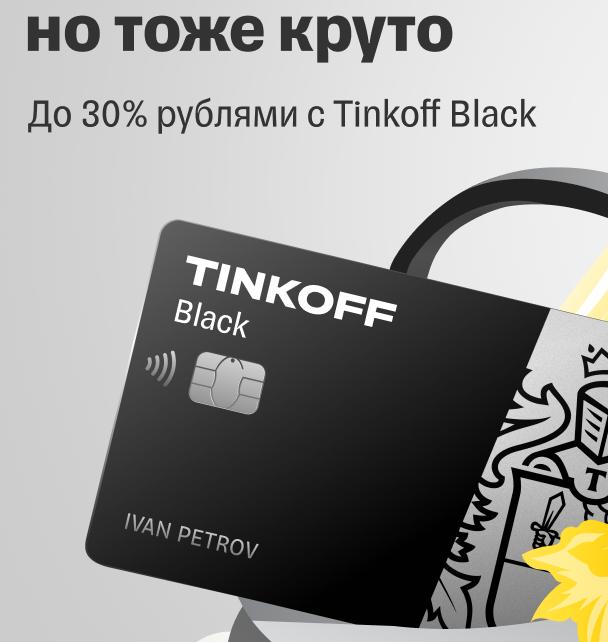 но тоже круто
До 30% рублями с Tinkoff Black
TINKOFF
Black
IVAN PETROV
T